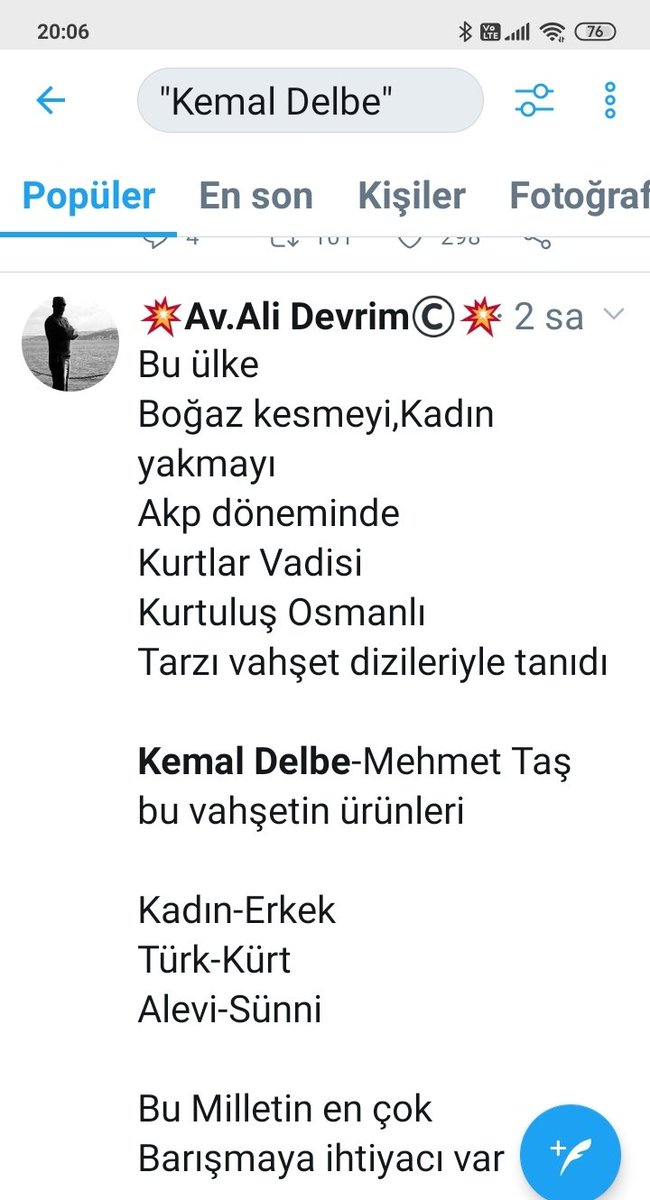 20:06
Vo LTE
76
"Kemal Delbe"
Popüler En son Kişiler Fotoğraf
4 101 298
Av.Ali Devrim© · 2 sa
Bu ülke
Boğaz kesmeyi,Kadın
yakmayı
Akp döneminde
Kurtlar Vadisi
Kurtuluş Osmanlı
Tarzı vahşet dizileriyle tanıdı
Kemal Delbe-Mehmet Taş
bu vahşetin ürünleri
Kadın-Erkek
Türk-Kürt
Alevi-Sünni
Bu Milletin en çok
Barışmaya ihtiyacı var